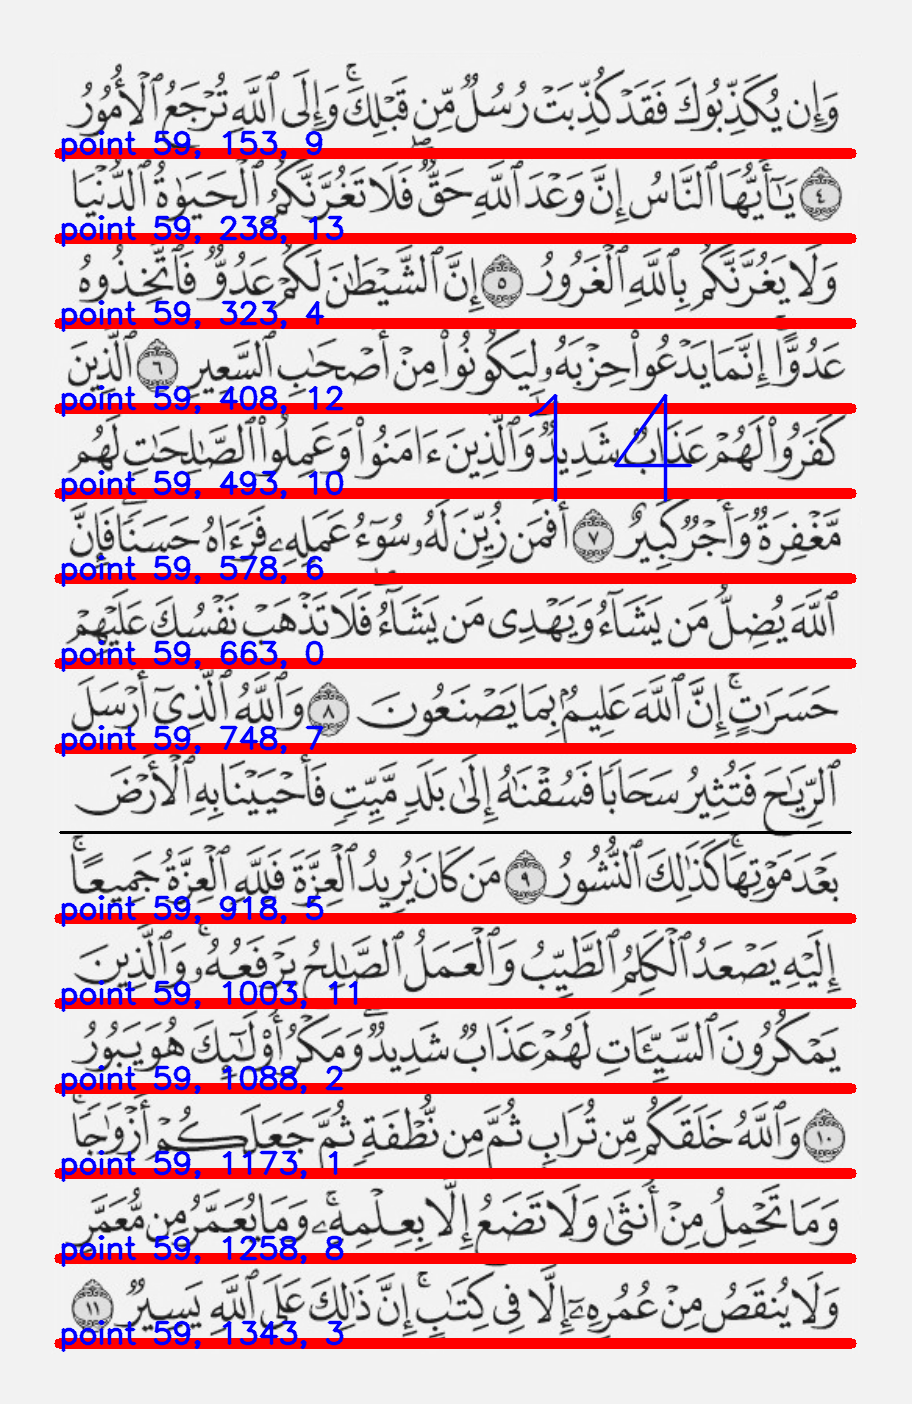 وَإِن يُكَذِّبُوكَ فَقَدْ كُذِّبَتْ رُسُلٌ مِّن قَبْلِكَ ۚ وَإِلَى ٱللَّهِ تُرْجَعُ ٱلْأُمُورُ
point 59, 153, 9
٤ يَـٰٓأَيُّهَا ٱلنَّاسُ إِنَّ وَعْدَ ٱللَّهِ حَقٌّ ۖ فَلَا تَغُرَّنَّكُمُ ٱلْحَيَوٰةُ ٱلدُّنْيَا
point 59, 238, 13
وَلَا يَغُرَّنَّكُم بِٱللَّهِ ٱلْغَرُورُ ٥ إِنَّ ٱلشَّيْطَـٰنَ لَكُمْ عَدُوٌّ فَٱتَّخِذُوهُ
point 59, 323, 4
عَدُوًّا ۚ إِنَّمَا يَدْعُوا۟ حِزْبَهُۥ لِيَكُونُوا۟ مِنْ أَصْحَـٰبِ ٱلسَّعِيرِ ٦ ٱلَّذِينَ
point 59, 408, 12
14
كَفَرُوا۟ لَهُمْ عَذَابٌ شَدِيدٌ ۖ وَٱلَّذِينَ ءَامَنُوا۟ وَعَمِلُوا۟ ٱلصَّـٰلِحَـٰتِ لَهُم
point 59, 493, 10
مَّغْفِرَةٌ وَأَجْرٌ كَبِيرٌ ٧ أَفَمَن زُيِّنَ لَهُۥ سُوٓءُ عَمَلِهِۦ فَرَءَاهُ حَسَنًا ۖ فَإِنَّ
point 59, 578, 6
ٱللَّهَ يُضِلُّ مَن يَشَآءُ وَيَهْدِى مَن يَشَآءُ ۖ فَلَا تَذْهَبْ نَفْسُكَ عَلَيْهِمْ
point 59, 663, 0
حَسَرَٰتٍ ۚ إِنَّ ٱللَّهَ عَلِيمٌۢ بِمَا يَصْنَعُونَ ٨ وَٱللَّهُ ٱلَّذِىٓ أَرْسَلَ
point 59, 748, 7
ٱلرِّيَـٰحَ فَتُثِيرُ سَحَابًا فَسُقْنَـٰهُ إِلَىٰ بَلَدٍ مَّيِّتٍ فَأَحْيَيْنَا بِهِ ٱلْأَرْضَ
بَعْدَ مَوْتِهَا ۚ كَذَٰلِكَ ٱلنُّشُورُ ٩ مَن كَانَ يُرِيدُ ٱلْعِزَّةَ فَلِلَّهِ ٱلْعِزَّةُ جَمِيعًا ۚ
point 59, 918, 5
إِلَيْهِ يَصْعَدُ ٱلْكَلِمُ ٱلطَّيِّبُ وَٱلْعَمَلُ ٱلصَّـٰلِحُ يَرْفَعُهُۥ ۚ وَٱلَّذِينَ
point 59, 1003, 11
يَمْكُرُونَ ٱلسَّيِّـَٔاتِ لَهُمْ عَذَابٌ شَدِيدٌ ۖ وَمَكْرُ أُو۟لَـٰٓئِكَ هُوَ يَبُورُ
point 59, 1088, 2
١٠ وَٱللَّهُ خَلَقَكُم مِّن تُرَابٍ ثُمَّ مِن نُّطْفَةٍ ثُمَّ جَعَلَكُمْ أَزْوَٰجًا ۚ
point 59, 1173, 1
وَمَا تَحْمِلُ مِنْ أُنثَىٰ وَلَا تَضَعُ إِلَّا بِعِلْمِهِۦ ۚ وَمَا يُعَمَّرُ مِن مُّعَمَّرٍ
point 59, 1258, 8
وَلَا يُنقَصُ مِنْ عُمُرِهِۦٓ إِلَّا فِى كِتَـٰبٍ ۚ إِنَّ ذَٰلِكَ عَلَى ٱللَّهِ يَسِيرٌ ١١
point 59, 1343, 3